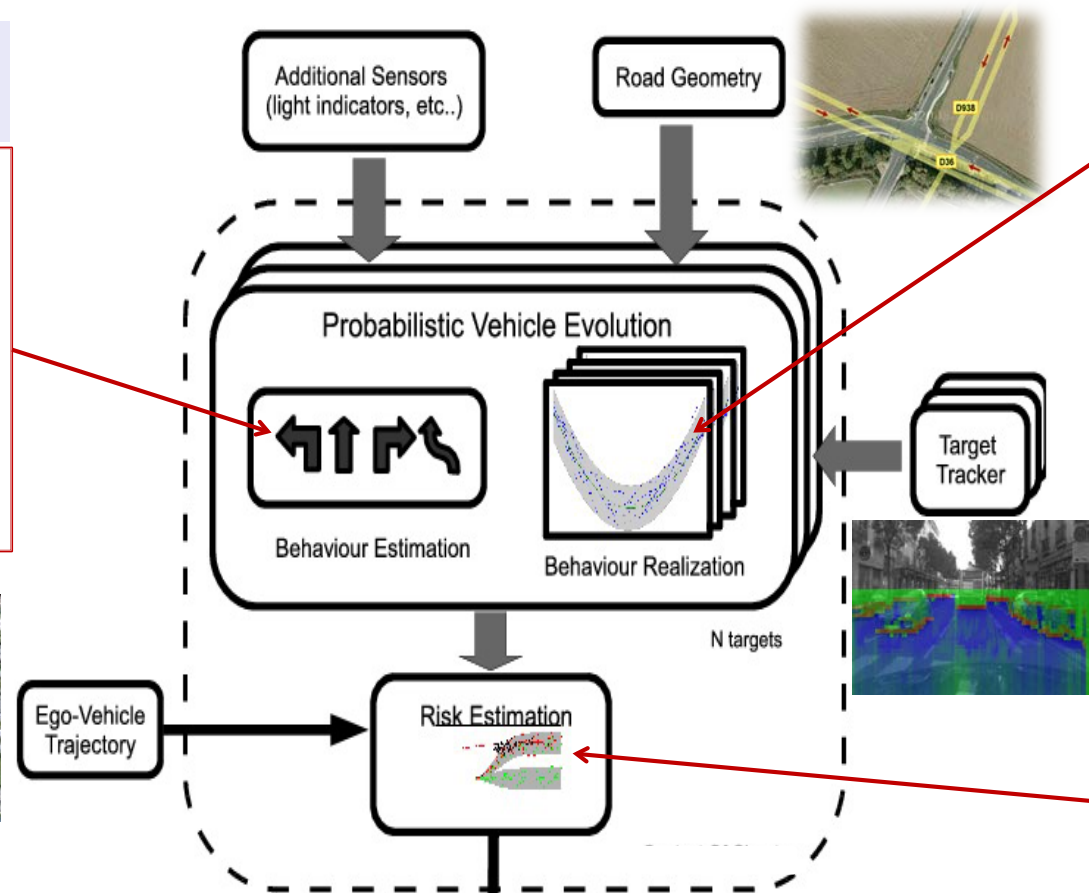 Additional Sensors
(light indicators, etc..)
Road Geometry
D938
D36
Probabilistic Vehicle Evolution
Behaviour Estimation
Behaviour Realization
Target
Tracker
N targets
Ego-Vehicle
Trajectory
Risk Estimation